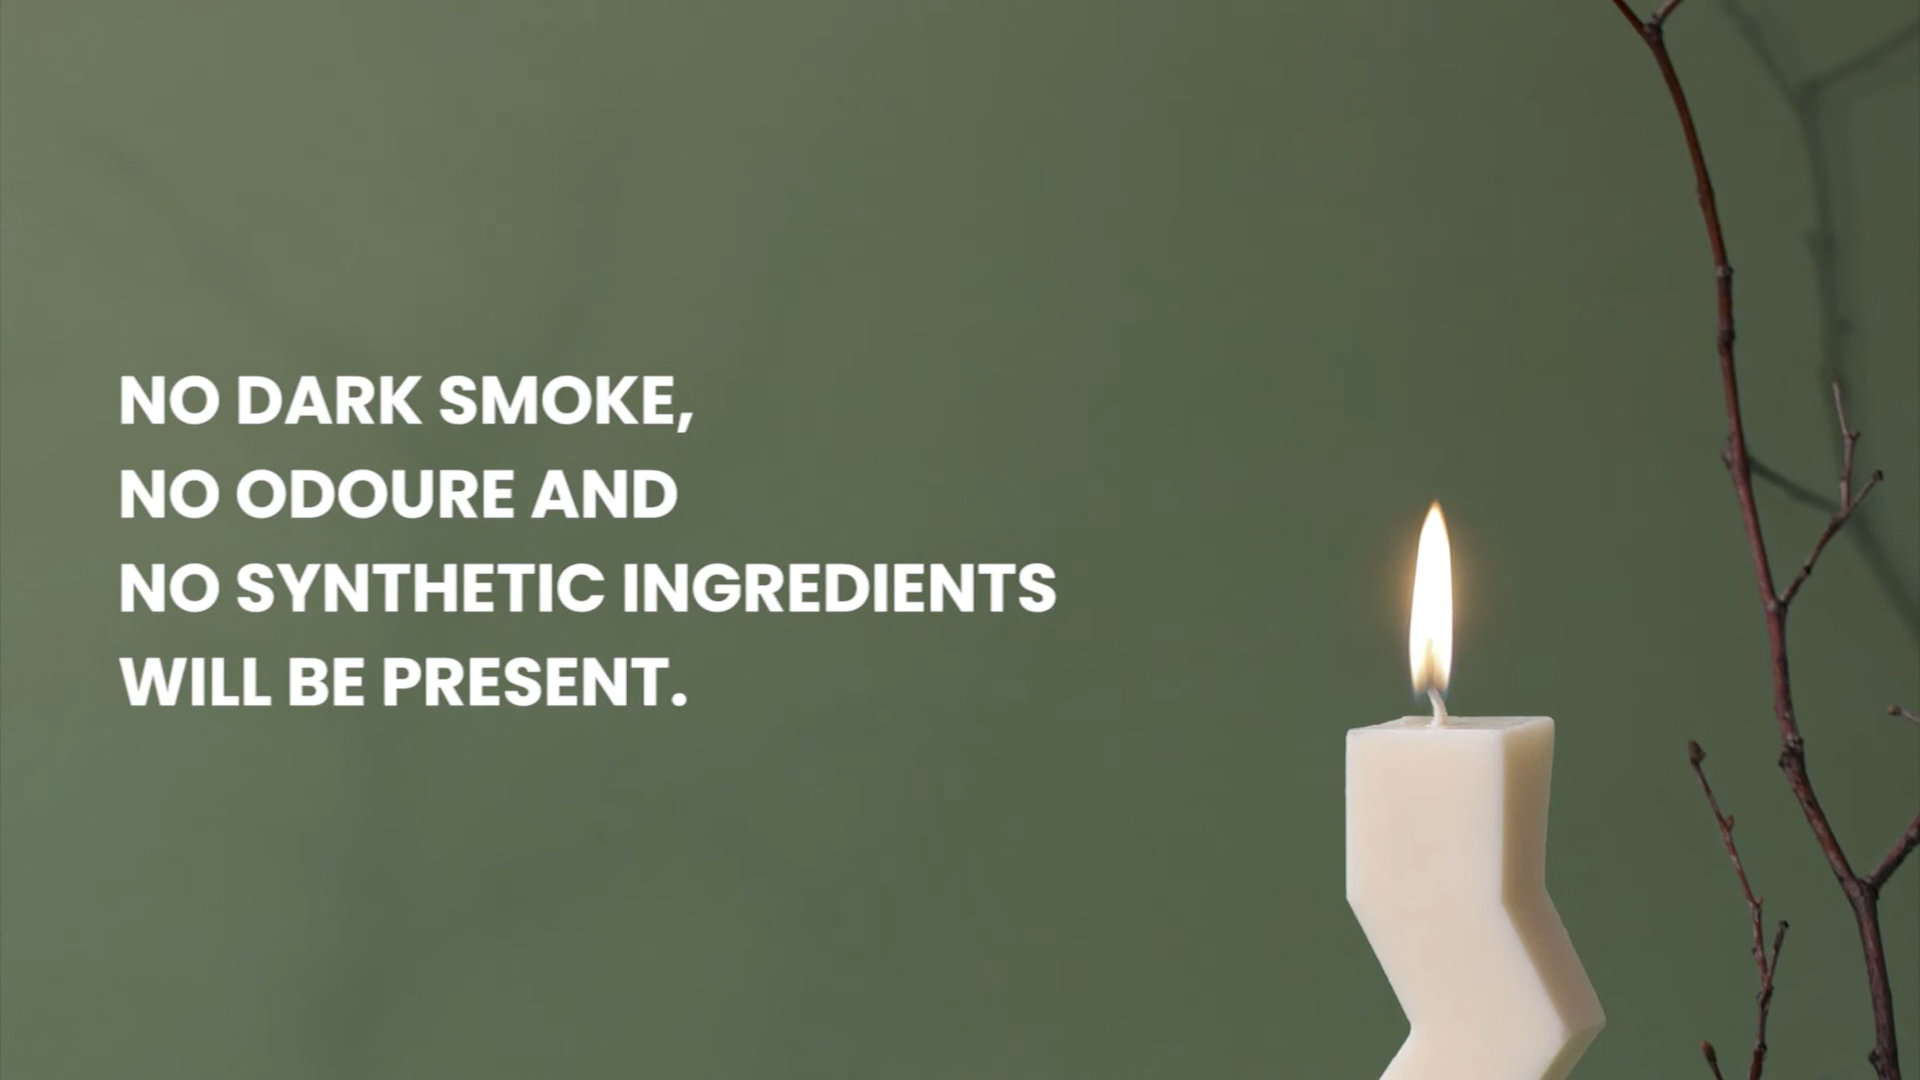 NO DARK SMOKE,
NO ODOURE AND
NO SYNTHETIC INGREDIENTS
WILL BE PRESENT.